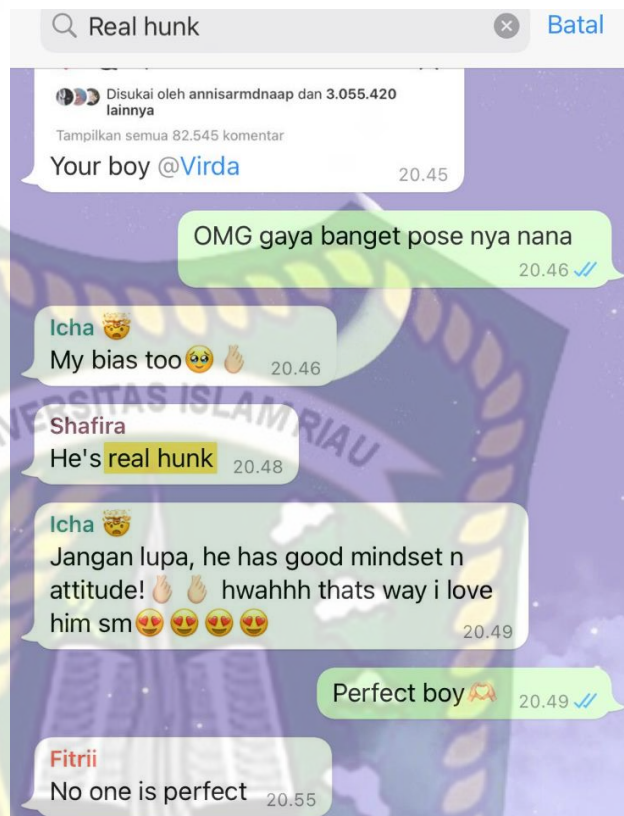 Real hunk
Batal
Disukai oleh annisarmdnaap dan 3.055.420
lainnya
Tampilkan semua 82.545 komentar
Your boy @Virda
20.45
OMG gaya banget pose nya nana
20.46
Icha 🤯
My bias too🥹🫰🏼 20.46
UNIVERSITAS ISLAM RIAU
Shafira
He's real hunk 20.48
Icha 🤯
Jangan lupa, he has good mindset n
attitude!🫰🏼 🫰🏼 hwahhh thats way i love
him sm😍 😍 😍 😍
20.49
Perfect boy🫶🏼 20.49
Fitrii
No one is perfect 20.55